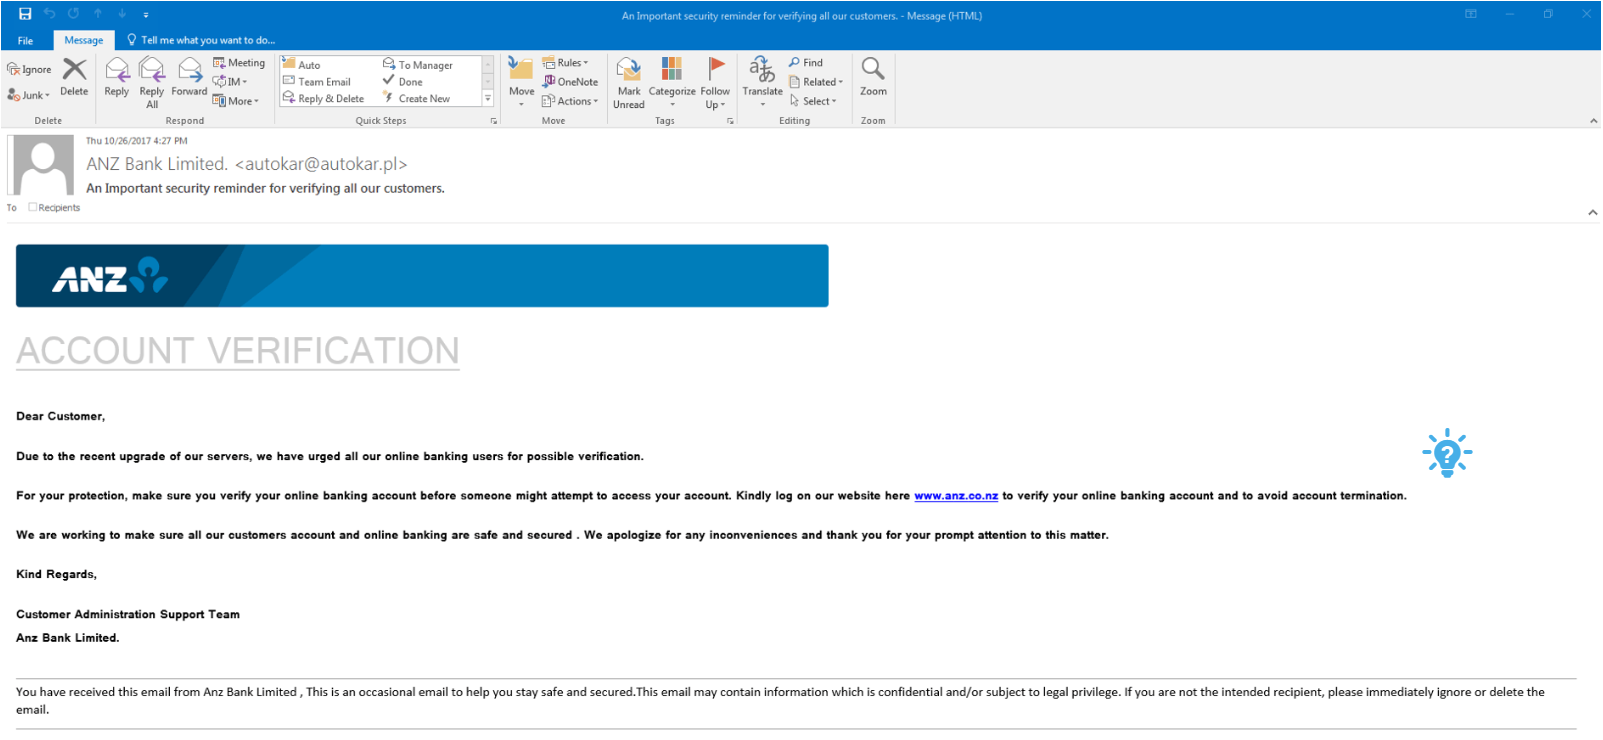 An Important security reminder for verifying all our customers. - Message (HTML)
File Message Tell me what you want to do...
Ignore
Junk
Delete
Delete
Reply
Reply All
Forward
Meeting
IM
More
Respond
Auto
Team Email
Reply & Delete
To Manager
Done
Create New
Quick Steps
Move
Rules
OneNote
Actions
Move
Mark Unread
Categorize
Follow Up
Tags
Translate
Find
Related
Select
Editing
Zoom
Zoom
Thu 10/26/2017 4:27 PM
ANZ Bank Limited. <autokar@autokar.pl>
An Important security reminder for verifying all our customers.
To Recipients
ANZ
ACCOUNT VERIFICATION
Dear Customer,
Due to the recent upgrade of our servers, we have urged all our online banking users for possible verification.
?
For your protection, make sure you verify your online banking account before someone might attempt to access your account. Kindly log on our website here www.anz.co.nz to verify your online banking account and to avoid account termination.
We are working to make sure all our customers account and online banking are safe and secured . We apologize for any inconveniences and thank you for your prompt attention to this matter.
Kind Regards,
Customer Administration Support Team
Anz Bank Limited.
You have received this email from Anz Bank Limited , This is an occasional email to help you stay safe and secured.This email may contain information which is confidential and/or subject to legal privilege. If you are not the intended recipient, please immediately ignore or delete the
email.